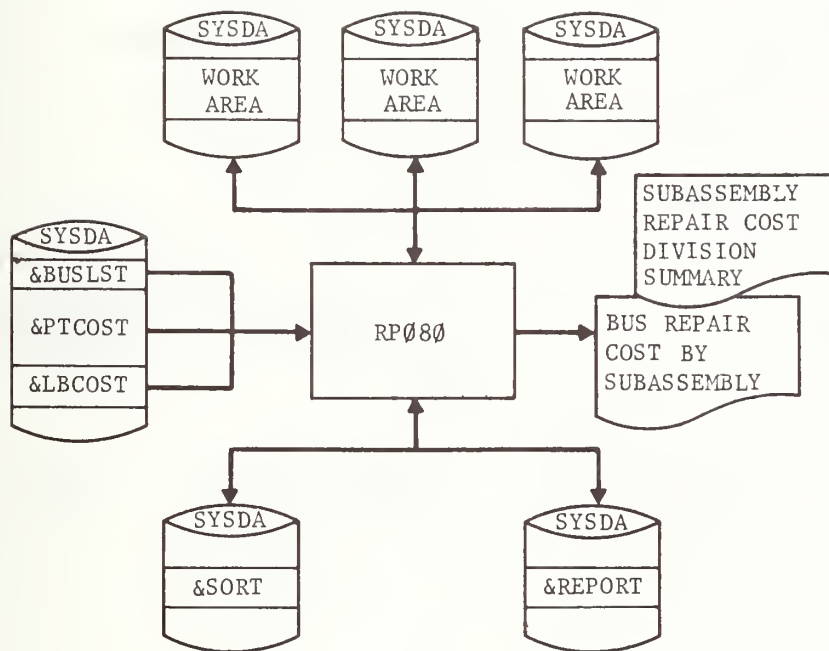 SYSDA
WORK
AREA
SYSDA
WORK
AREA
SYSDA
WORK
AREA
SUBASSEMBLY
REPAIR COST
DIVISION
SUMMARY
SYSDA
&BUSLST
&PTCOST
&LBCOST
RPØ8Ø
BUS REPAIR
COST BY
SUBASSEMBLY
SYSDA
&SORT
SYSDA
&REPORT